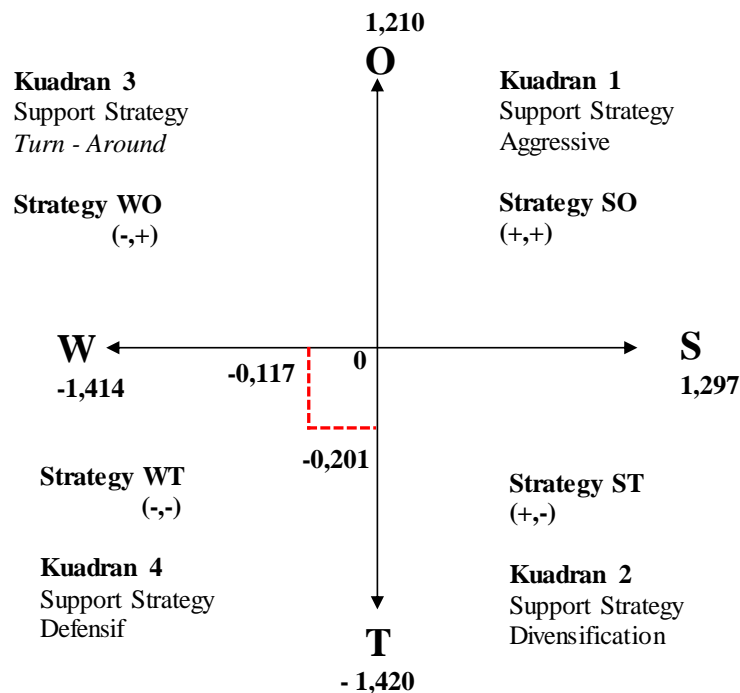 1,210
O
Kuadran 3
Support Strategy
Turn - Around
Strategy WO
(-,+)
Kuadran 1
Support Strategy
Aggressive
Strategy SO
(+,+)
W
-1,414
-0,117
0
S
1,297
-0,201
Strategy WT
(-,-)
Kuadran 4
Support Strategy
Defensif
Strategy ST
(+,-)
Kuadran 2
Support Strategy
Divensification
T
- 1,420